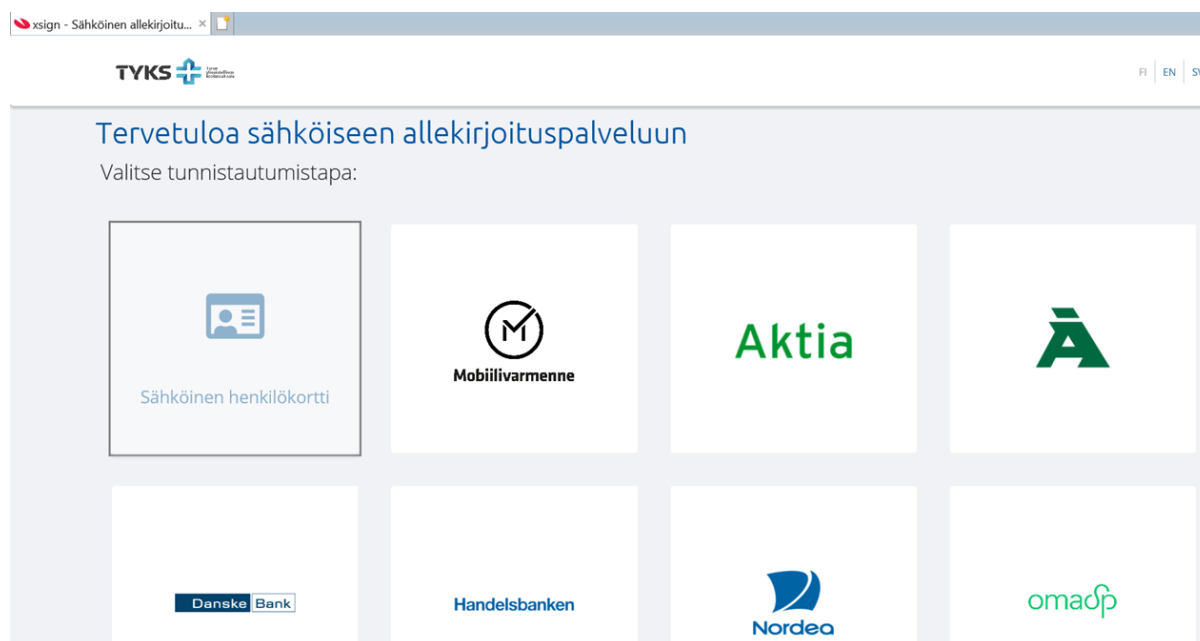 xsign - Sähköinen allekirjoitu...
TYKS
FI EN
Tervetuloa sähköiseen allekirjoituspalveluun
Valitse tunnistautumistapa:
Sähköinen henkilökortti
Mobiilivarmenne
Aktia
Å
Danske Bank
Handelsbanken
Nordea
omasp